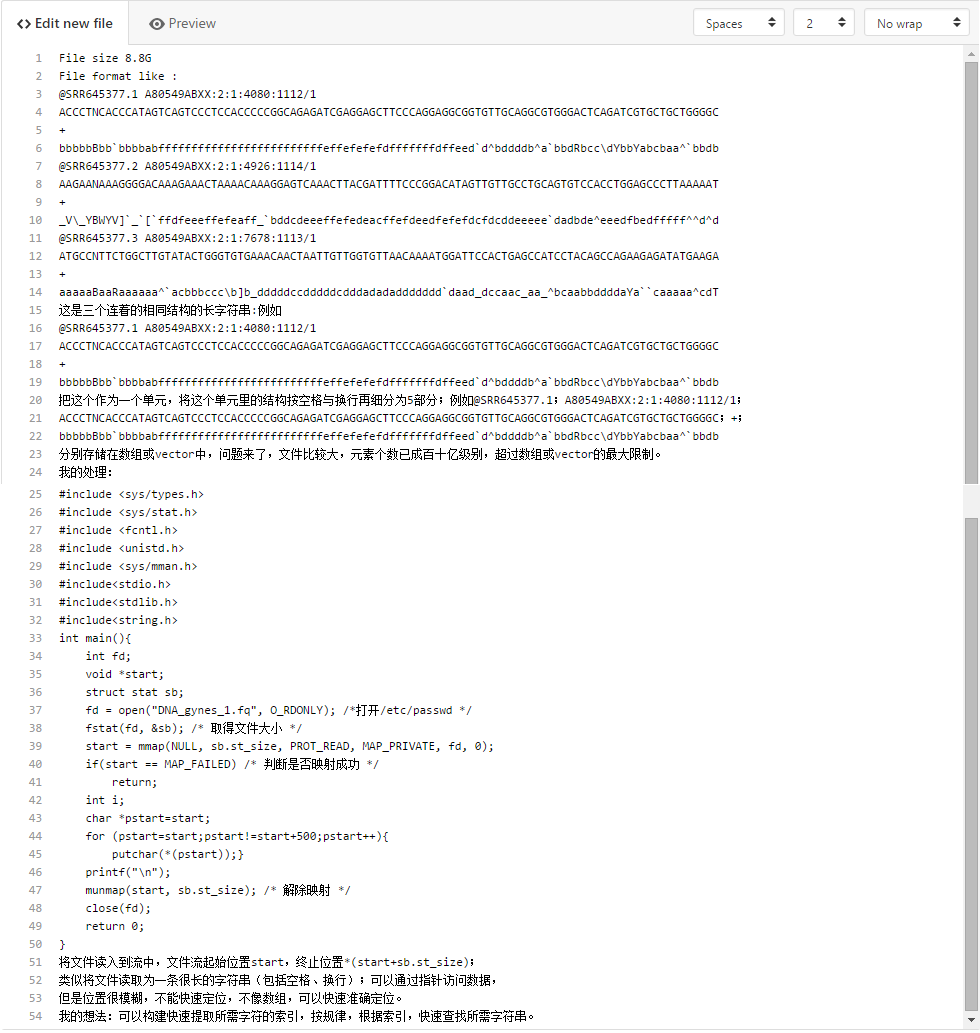 Edit new file
Preview
Spaces
2
No wrap
1 File size 8.8G
2 File format like :
3 @SRR645377.1 A80549ABXX:2:1:4080:1112/1
4 ACCCTNCACCCATAGTCAGTCCCTCCACCCCCGGCAGAGATCGAGGAGCTTCCCAGGAGGCGGTGTTGCAGGCGTGGGACTCAGATCGTGCTGCTGGGGC
5 +
6 bbbbbBbb`bbbbabfffffffffffffffffffffffffeffefefefdfffffffdffeed`d^bddddb^a`bbdRbcc\dYbbYabcbaa^`bbdb
7 @SRR645377.2 A80549ABXX:2:1:4926:1114/1
8 AAGAANAAAGGGGACAAAGAAACTAAAACAAAGGAGTCAAACTTACGATTTTCCCGGACATAGTTGTTGCCTGCAGTGTCCACCTGGAGCCCTTAAAAAT
9 +
10 _V\_YBWYV]`_`[`ffdfeeeffefeaff_`bddcdeeeffefedeacffefdeedfefefdcfdcddeeeee`dadbde^eeedfbedfffff^^d^d
11 @SRR645377.3 A80549ABXX:2:1:7678:1113/1
12 ATGCCNTTCTGGCTTGTATACTGGGTGTGAAACAACTAATTGTTGGTGTTAACAAAATGGATTCCACTGAGCCATCCTACAGCCAGAAGAGATATGAAGA
13 +
14 aaaaaBaaRaaaaaa^`acbbbccc\b]b_dddddccdddddcdddadadaddddddd`daad_dccaac_aa_^bcaabbddddaYa``caaaaa^cdT
15 这是三个连着的相同结构的长字符串:例如
16 @SRR645377.1 A80549ABXX:2:1:4080:1112/1
17 ACCCTNCACCCATAGTCAGTCCCTCCACCCCCGGCAGAGATCGAGGAGCTTCCCAGGAGGCGGTGTTGCAGGCGTGGGACTCAGATCGTGCTGCTGGGGC
18 +
19 bbbbbBbb`bbbbabfffffffffffffffffffffffffeffefefefdfffffffdffeed`d^bddddb^a`bbdRbcc\dYbbYabcbaa^`bbdb
20 把这个作为一个单元，将这个单元里的结构按空格与换行再细分为5部分；例如@SRR645377.1；A80549ABXX:2:1:4080:1112/1；
21 ACCCTNCACCCATAGTCAGTCCCTCCACCCCCGGCAGAGATCGAGGAGCTTCCCAGGAGGCGGTGTTGCAGGCGTGGGACTCAGATCGTGCTGCTGGGGC；+；
22 bbbbbBbb`bbbbabfffffffffffffffffffffffffeffefefefdfffffffdffeed`d^bddddb^a`bbdRbcc\dYbbYabcbaa^`bbdb
23 分别存储在数组或vector中，问题来了，文件比较大，元素个数已成百十亿级别，超过数组或vector的最大限制。
24 我的处理：
25 #include <sys/types.h>
26 #include <sys/stat.h>
27 #include <fcntl.h>
28 #include <unistd.h>
29 #include <sys/mman.h>
30 #include<stdio.h>
31 #include<stdlib.h>
32 #include<string.h>
33 int main(){
34 int fd;
35 void *start;
36 struct stat sb;
37 fd = open("DNA_gynes_1.fq", O_RDONLY); /*打开/etc/passwd */
38 fstat(fd, &sb); /* 取得文件大小 */
39 start = mmap(NULL, sb.st_size, PROT_READ, MAP_PRIVATE, fd, 0);
40 if(start == MAP_FAILED) /* 判断是否映射成功 */
41 return;
42 int i;
43 char *pstart=start;
44 for (pstart=start;pstart!=start+500;pstart++){
45 putchar(*(pstart));}
46 printf("\n");
47 munmap(start, sb.st_size); /* 解除映射 */
48 close(fd);
49 return 0;
50 }
51 将文件读入到流中，文件流起始位置start，终止位置*(start+sb.st_size)；
52 类似将文件读取为一条很长的字符串（包括空格、换行）；可以通过指针访问数据，
53 但是位置很模糊，不能快速定位，不像数组，可以快速准确定位。
54 我的想法：可以构建快速提取所需字符的索引，按规律，根据索引，快速查找所需字符串。